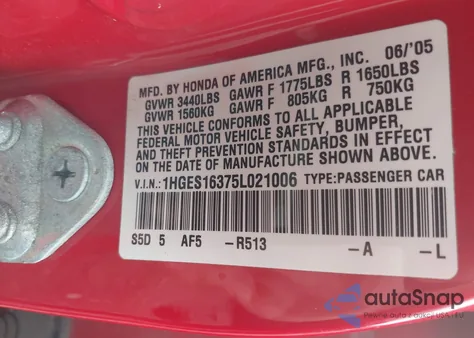 MFD. BY HONDA OF AMERICA MFG., INC. 06/'05
GVWR 3440LBS GAWR F 1775LBS R 1650LBS
GVWR 1560KG GAWR F 805KG R 750KG
THIS VEHICLE CONFORMS TO ALL APPLICABLE
FEDERAL MOTOR VEHICLE SAFETY, BUMPER,
AND THEFT PREVENTION STANDARDS IN EFFECT
ON THE DATE OF MANUFACTURE SHOWN ABOVE.
V.I.N.: 1HGES16375L021006 TYPE: PASSENGER CAR
S5D 5 AF5 -R513 -A -L
autoSnap